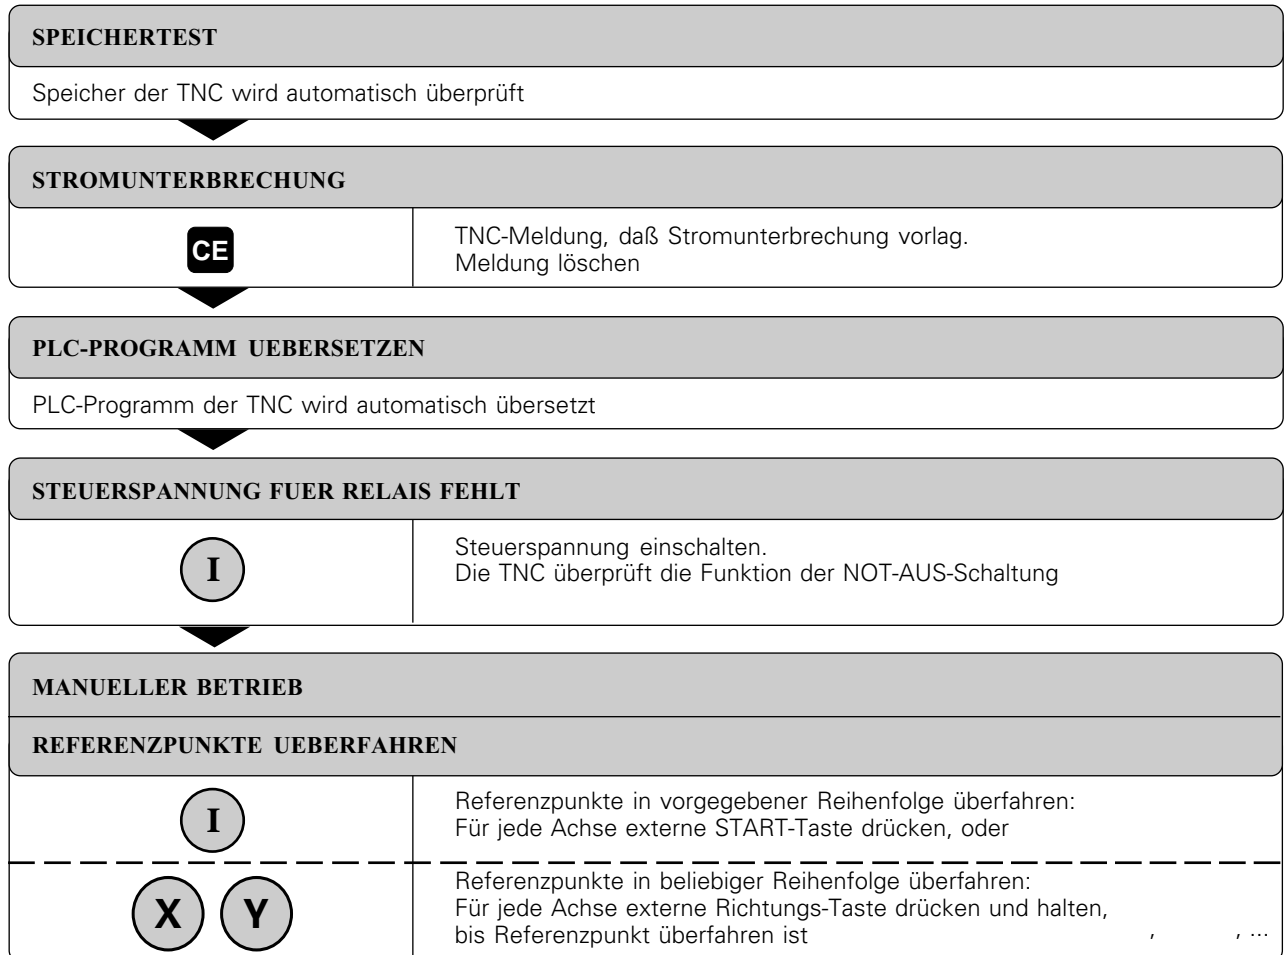 SPEICHERTEST
Speicher der TNC wird automatisch überprüft
STROMUNTERBRECHUNG
CE
TNC-Meldung, daß Stromunterbrechung vorlag.
Meldung löschen
PLC-PROGRAMM UEBERSETZEN
PLC-Programm der TNC wird automatisch übersetzt
STEUERSPANNUNG FUER RELAIS FEHLT
I
Steuerspannung einschalten.
Die TNC überprüft die Funktion der NOT-AUS-Schaltung
MANUELLER BETRIEB
REFERENZPUNKTE UEBERFAHREN
I
Referenzpunkte in vorgegebener Reihenfolge überfahren:
Für jede Achse externe START-Taste drücken, oder
X Y
Referenzpunkte in beliebiger Reihenfolge überfahren:
Für jede Achse externe Richtungs-Taste drücken und halten,
bis Referenzpunkt überfahren ist , , ...